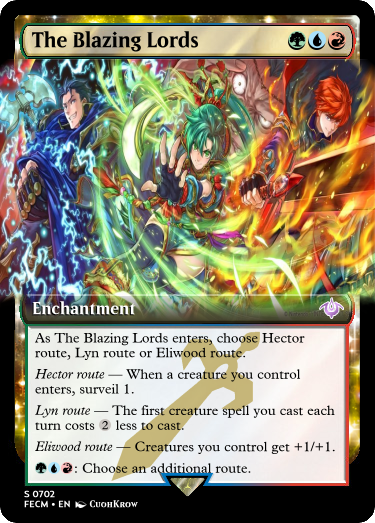 The Blazing Lords
Enchantment
As The Blazing Lords enters, choose Hector
route, Lyn route or Eliwood route.
Hector route — When a creature you control
enters, surveil 1.
Lyn route — The first creature spell you cast each
turn costs 2 less to cast.
Eliwood route — Creatures you control get +1/+1.
: Choose an additional route.
S 0702
FECM • EN CuohKrow